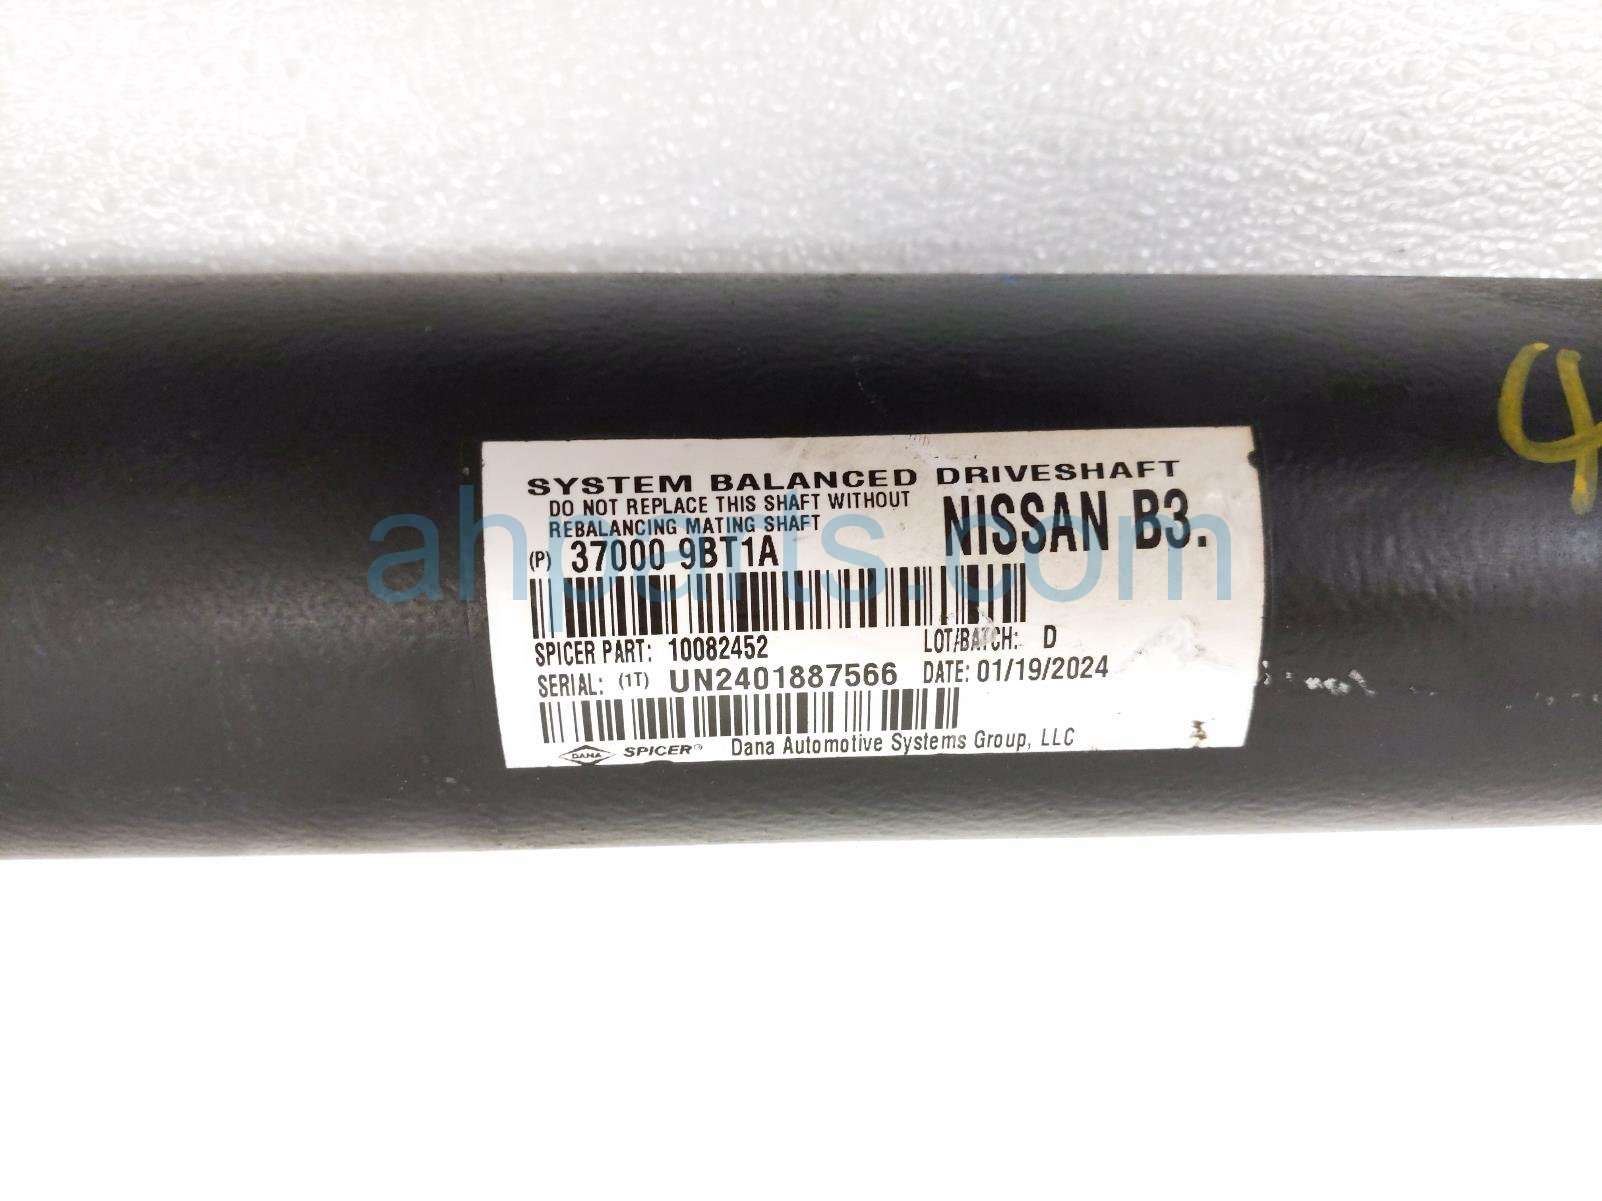 SYSTEM BALANCED DRIVESHAFT
DO NOT REPLACE THIS SHAFT WITHOUT
REBALANCING MATING SHAFT
NISSAN B3.
(P) 37000 9BT1A
SPICER PART: 10082452
LOT/BATCH: D
SERIAL: (1T) UN2401887566
DATE: 01/19/2024
DANA SPICER® Dana Automotive Systems Group, LLC
4
ahparts.com